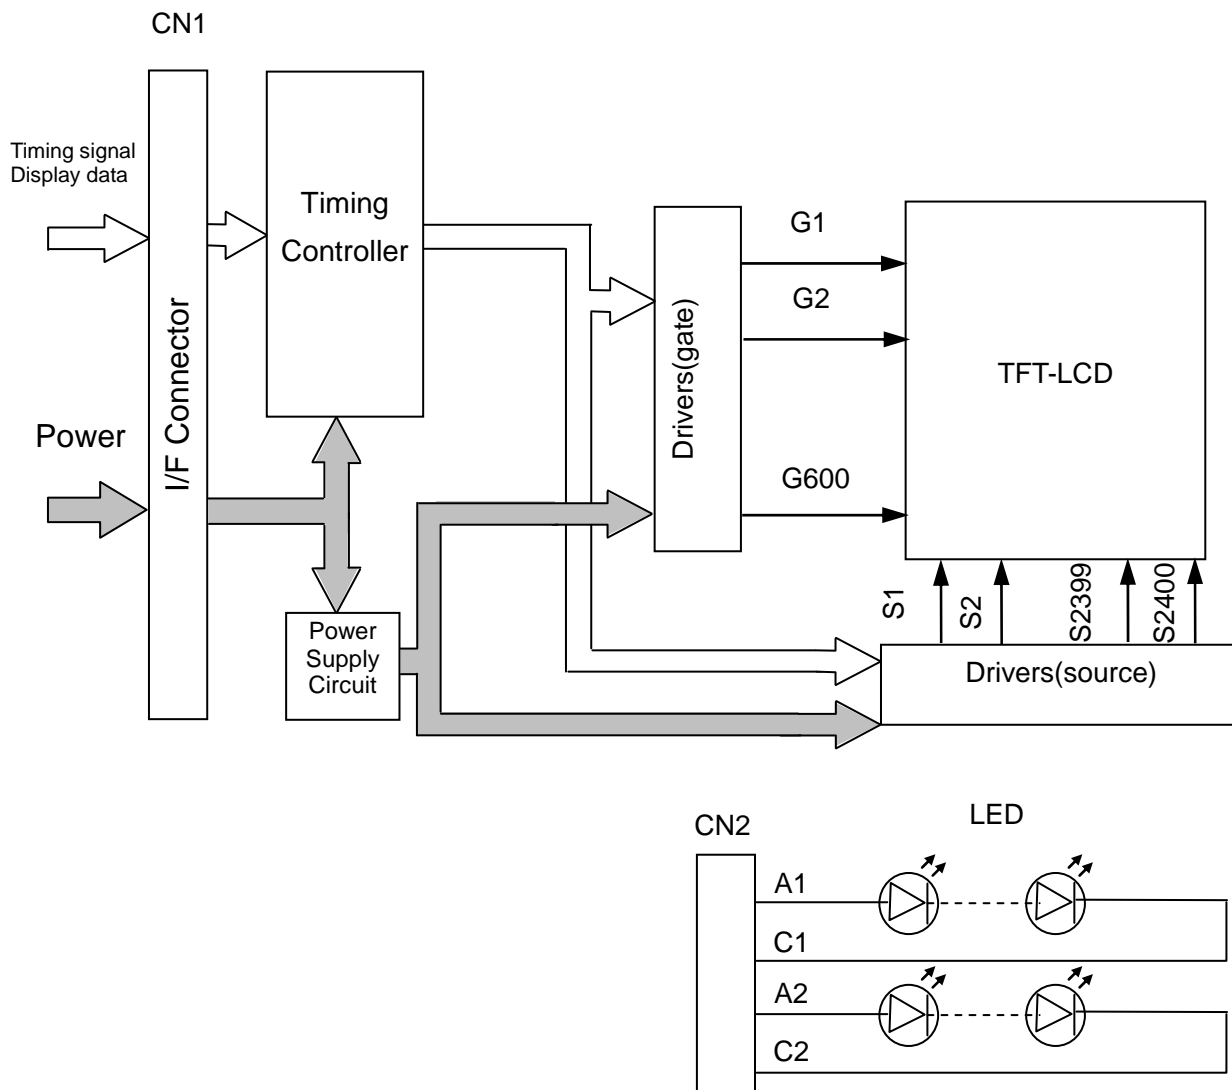 CN1
Timing signal
Display data
Power
I/F Connector
Timing
Controller
Power
Supply
Circuit
Drivers(gate)
G1
G2
G600
TFT-LCD
S1
S2
S2399
S2400
Drivers(source)
CN2
LED
A1
C1
A2
C2